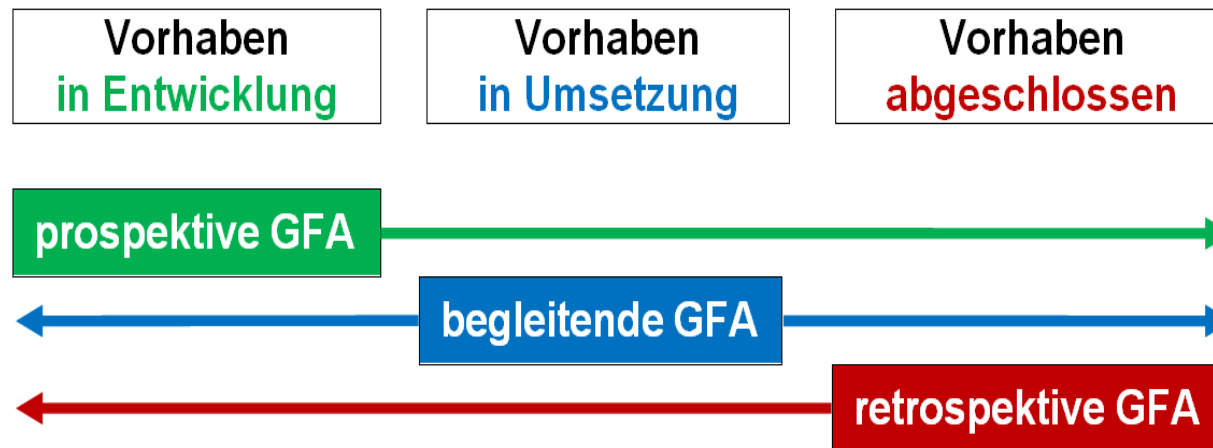 Vorhaben
in Entwicklung
Vorhaben
in Umsetzung
Vorhaben
abgeschlossen
prospektive GFA
begleitende GFA
retrospektive GFA